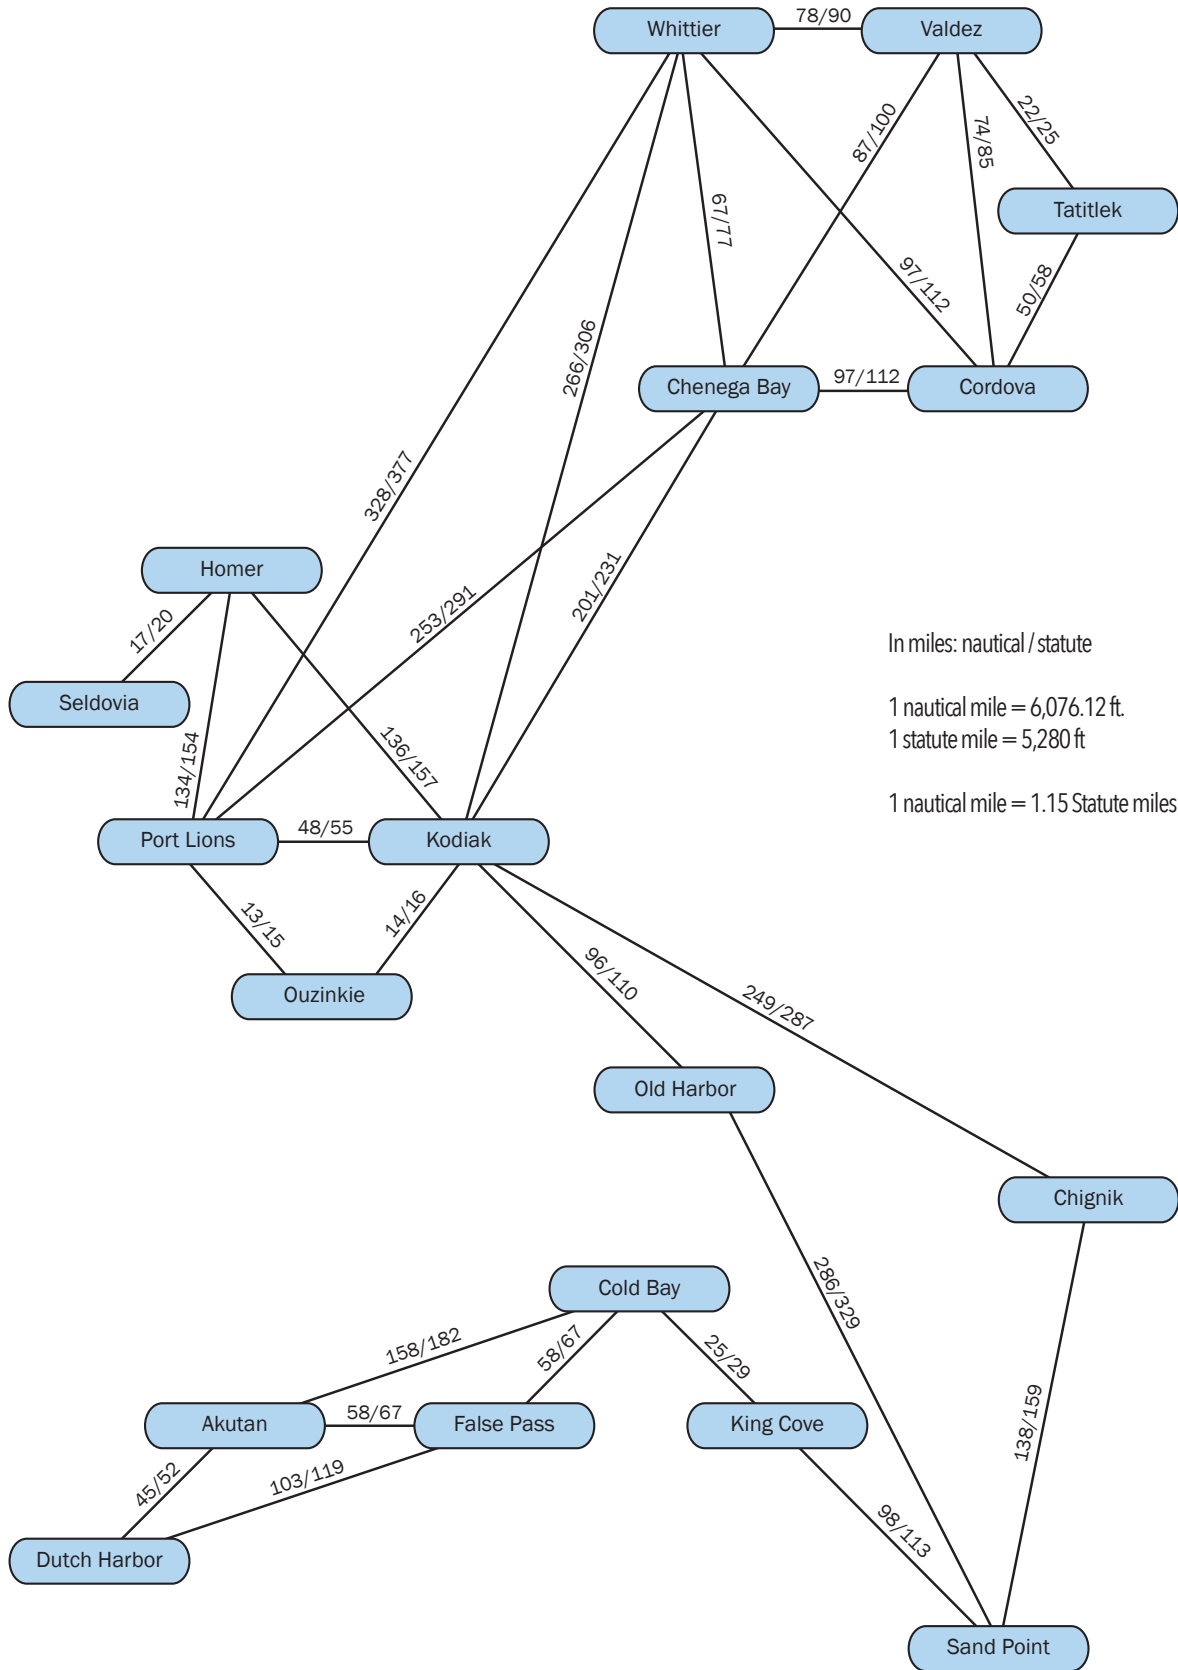 78/90
Whittier
Valdez
22/25
87/100
74/85
Tatitlek
67/77
97/112
50/58
266/306
Chenega Bay
97/112
Cordova
328/377
Homer
201/231
253/291
17/20
In miles: nautical / statute
Seldovia
1 nautical mile = 6,076.12 ft.
1 statute mile = 5,280 ft
134/154
136/157
1 nautical mile = 1.15 Statute miles
48/55
Port Lions
Kodiak
13/15
14/16
96/110
Ouzinkie
249/287
Old Harbor
Chignik
Cold Bay
286/329
158/182
58/67
25/29
Akutan
58/67
False Pass
King Cove
138/159
45/52
103/119
98/113
Dutch Harbor
Sand Point